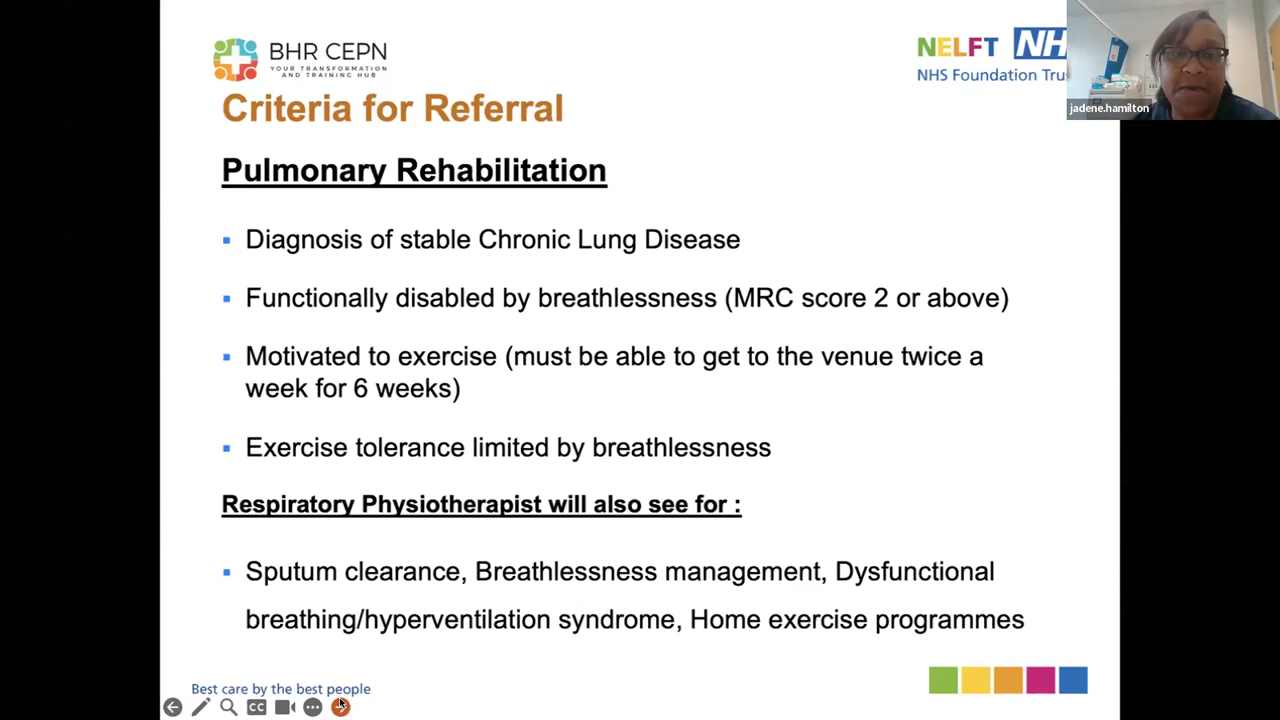 BHR CEPN
YOUR TRANSFORMATION
AND TRAINING HUB
NELFT NH
NHS Foundation Trus
jadene.hamilton
Criteria for Referral
Pulmonary Rehabilitation
▪ Diagnosis of stable Chronic Lung Disease
▪ Functionally disabled by breathlessness (MRC score 2 or above)
▪ Motivated to exercise (must be able to get to the venue twice a
week for 6 weeks)
▪ Exercise tolerance limited by breathlessness
Respiratory Physiotherapist will also see for :
▪ Sputum clearance, Breathlessness management, Dysfunctional
breathing/hyperventilation syndrome, Home exercise programmes
Best care by the best people
CC